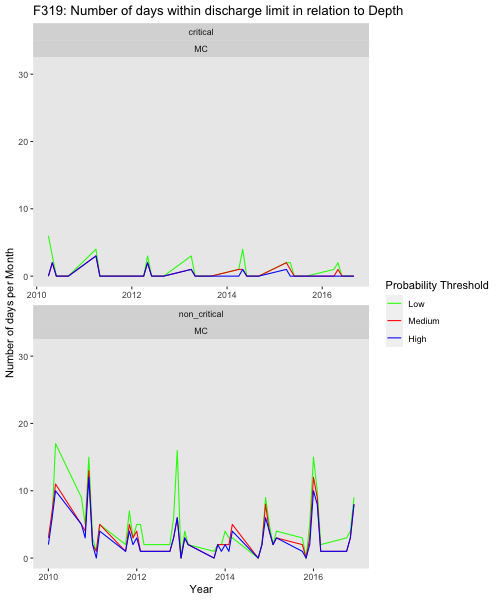 F319: Number of days within discharge limit in relation to Depth
critical
MC
30
20
10
0
2010 2012 2014 2016
Number of days per Month
non_critical
MC
30
20
10
0
2010 2012 2014 2016
Year
Probability Threshold
Low
Medium
High